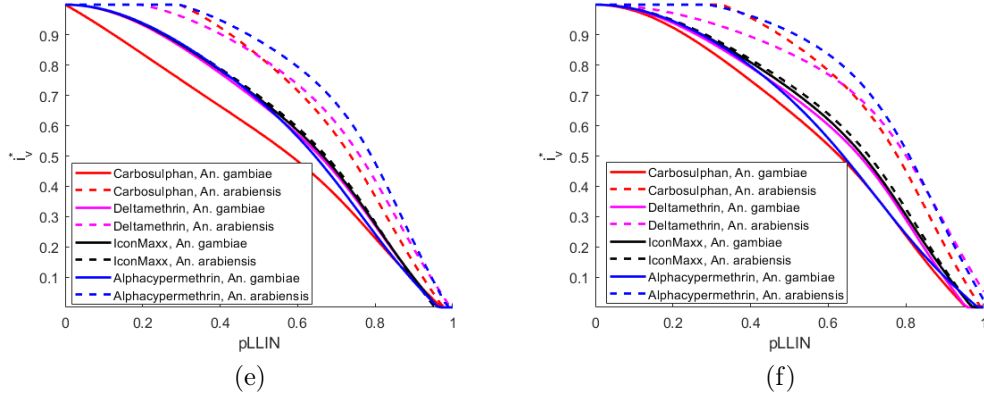 0.9
0.8
0.7
0.6
0.5
0.4
0.3
0.2
0.1
i_v^*
Carbosulphan, An. gambiae
Carbosulphan, An. arabiensis
Deltamethrin, An. gambiae
Deltamethrin, An. arabiensis
IconMaxx, An. gambiae
IconMaxx, An. arabiensis
Alphacypermethrin, An. gambiae
Alphacypermethrin, An. arabiensis
0 0.2 0.4 0.6 0.8 1
pLLIN
(e)
0.9
0.8
0.7
0.6
0.5
0.4
0.3
0.2
0.1
i_v^*
Carbosulphan, An. gambiae
Carbosulphan, An. arabiensis
Deltamethrin, An. gambiae
Deltamethrin, An. arabiensis
IconMaxx, An. gambiae
IconMaxx, An. arabiensis
Alphacypermethrin, An. gambiae
Alphacypermethrin, An. arabiensis
0 0.2 0.4 0.6 0.8 1
pLLIN
(f)